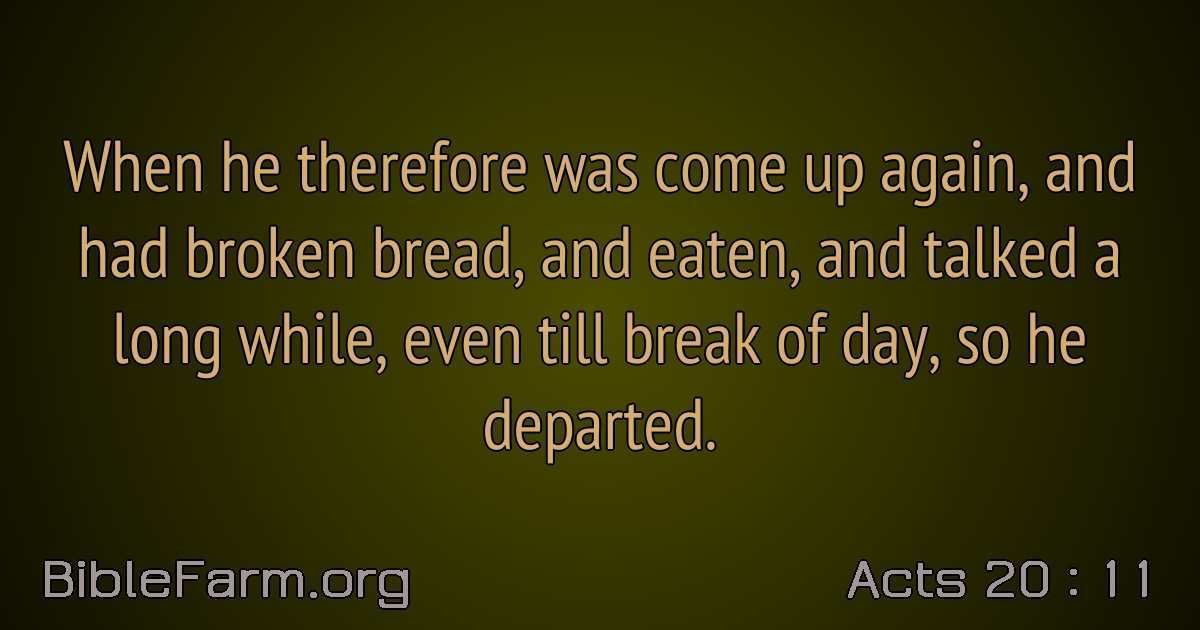 When he therefore was come up again, and
had broken bread, and eaten, and talked a
long while, even till break of day, so he
departed.
BibleFarm.org
Acts 20 : 11